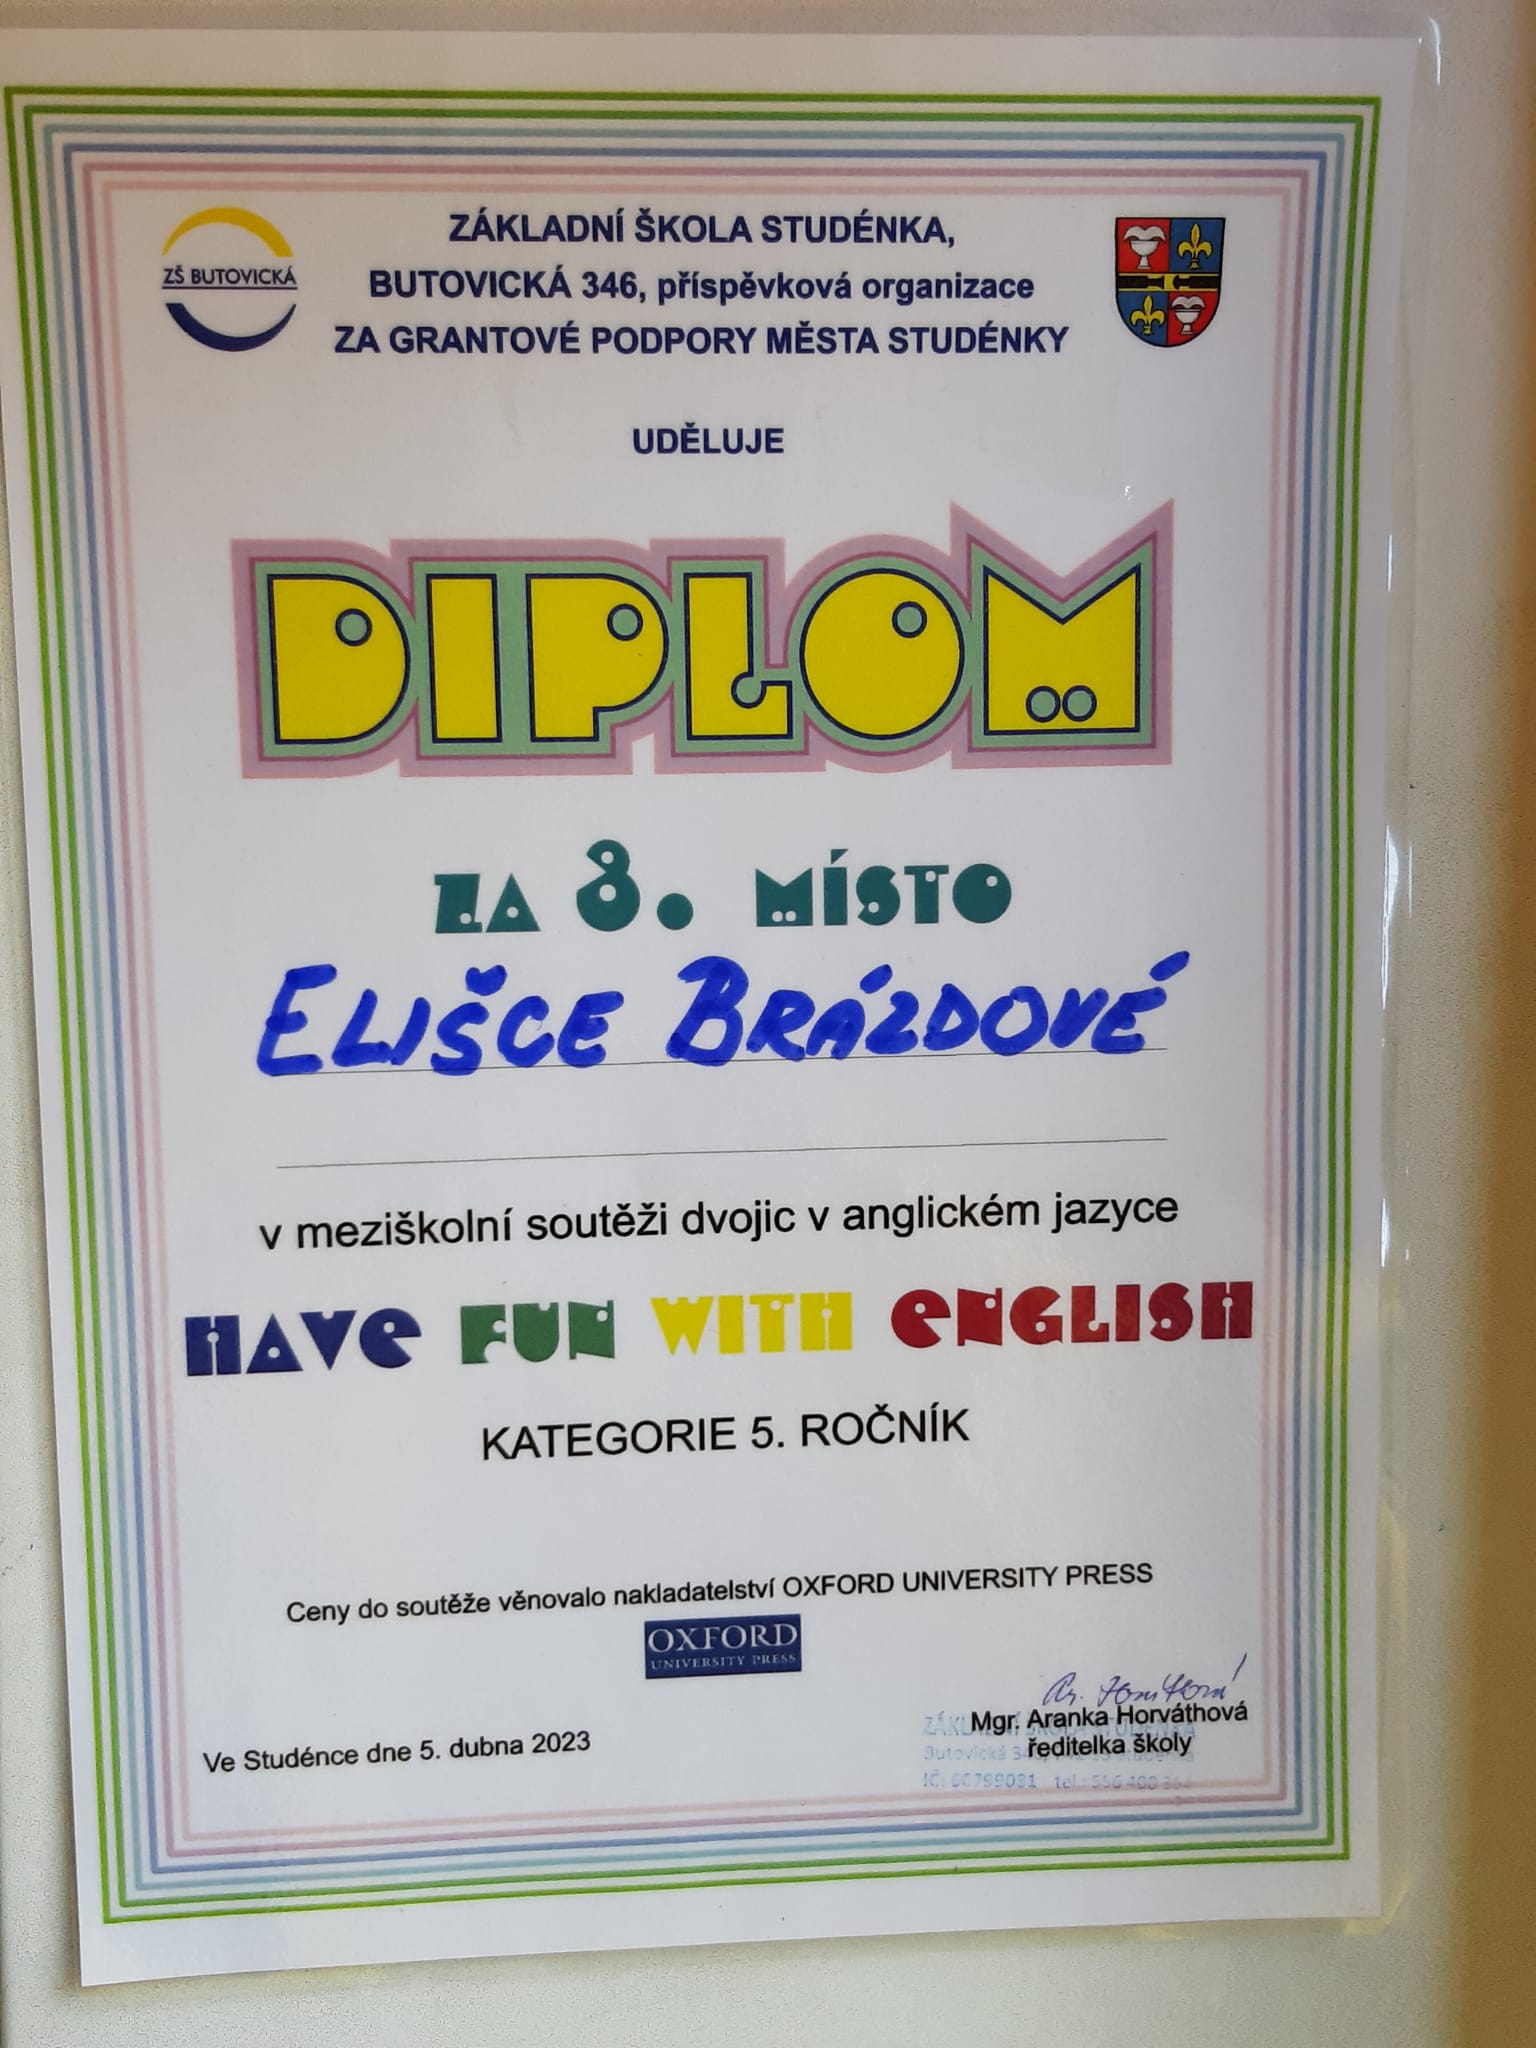 ZŠ BUTOVICKÁ
ZÁKLADNÍ ŠKOLA STUDÉNKA,
BUTOVICKÁ 346, příspěvková organizace
ZA GRANTOVÉ PODPORY MĚSTA STUDÉNKY
UDĚLUJE
DIPLOM
ZA 8. MÍSTO
ELIŠCE BRÁZDOVÉ
v meziškolní soutěži dvojic v anglickém jazyce
HAVE FUN WITH ENGLISH
KATEGORIE 5. ROČNÍK
Ceny do soutěže věnovalo nakladatelství OXFORD UNIVERSITY PRESS
OXFORD
UNIVERSITY PRESS
Mgr. Aranka Horváthová
ředitelka školy
Ve Studénce dne 5. dubna 2023